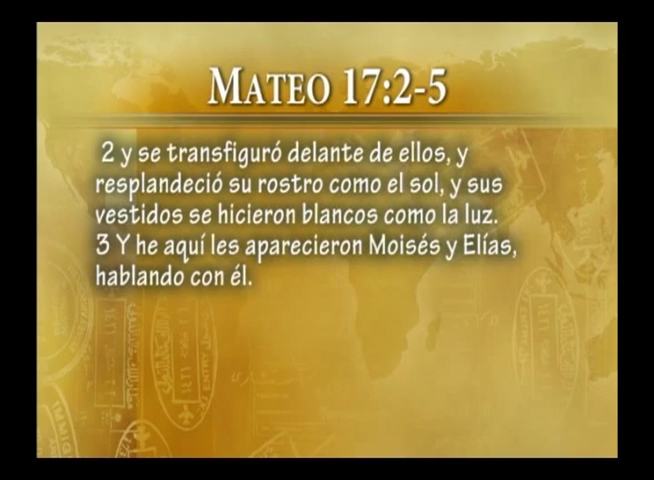 MATEO 17:2-5
2 y se transfiguró delante de ellos, y
resplandeció su rostro como el sol, y sus
vestidos se hicieron blancos como la luz.
3 Y he aquí les aparecieron Moisés y Elías,
hablando con él.